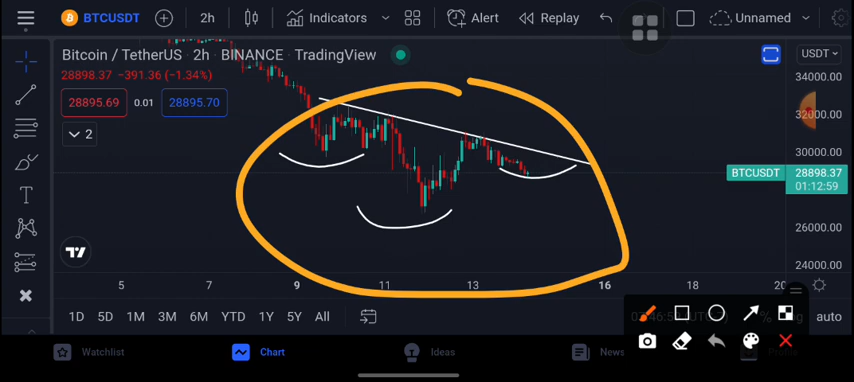 BTCUSDT 2h Indicators Alert Replay Unnamed
Bitcoin / TetherUS · 2h · BINANCE · TradingView
USDT
28898.37 −391.36 (−1.34%)
34000.00
28895.69 0.01 28895.70
32000.00
2
30000.00
BTCUSDT 28898.37
01:12:59
26000.00
24000.00
5 7 9 11 13 16 18 20
1D 5D 1M 3M 6M YTD 1Y 5Y All
% auto
Watchlist Chart Ideas News